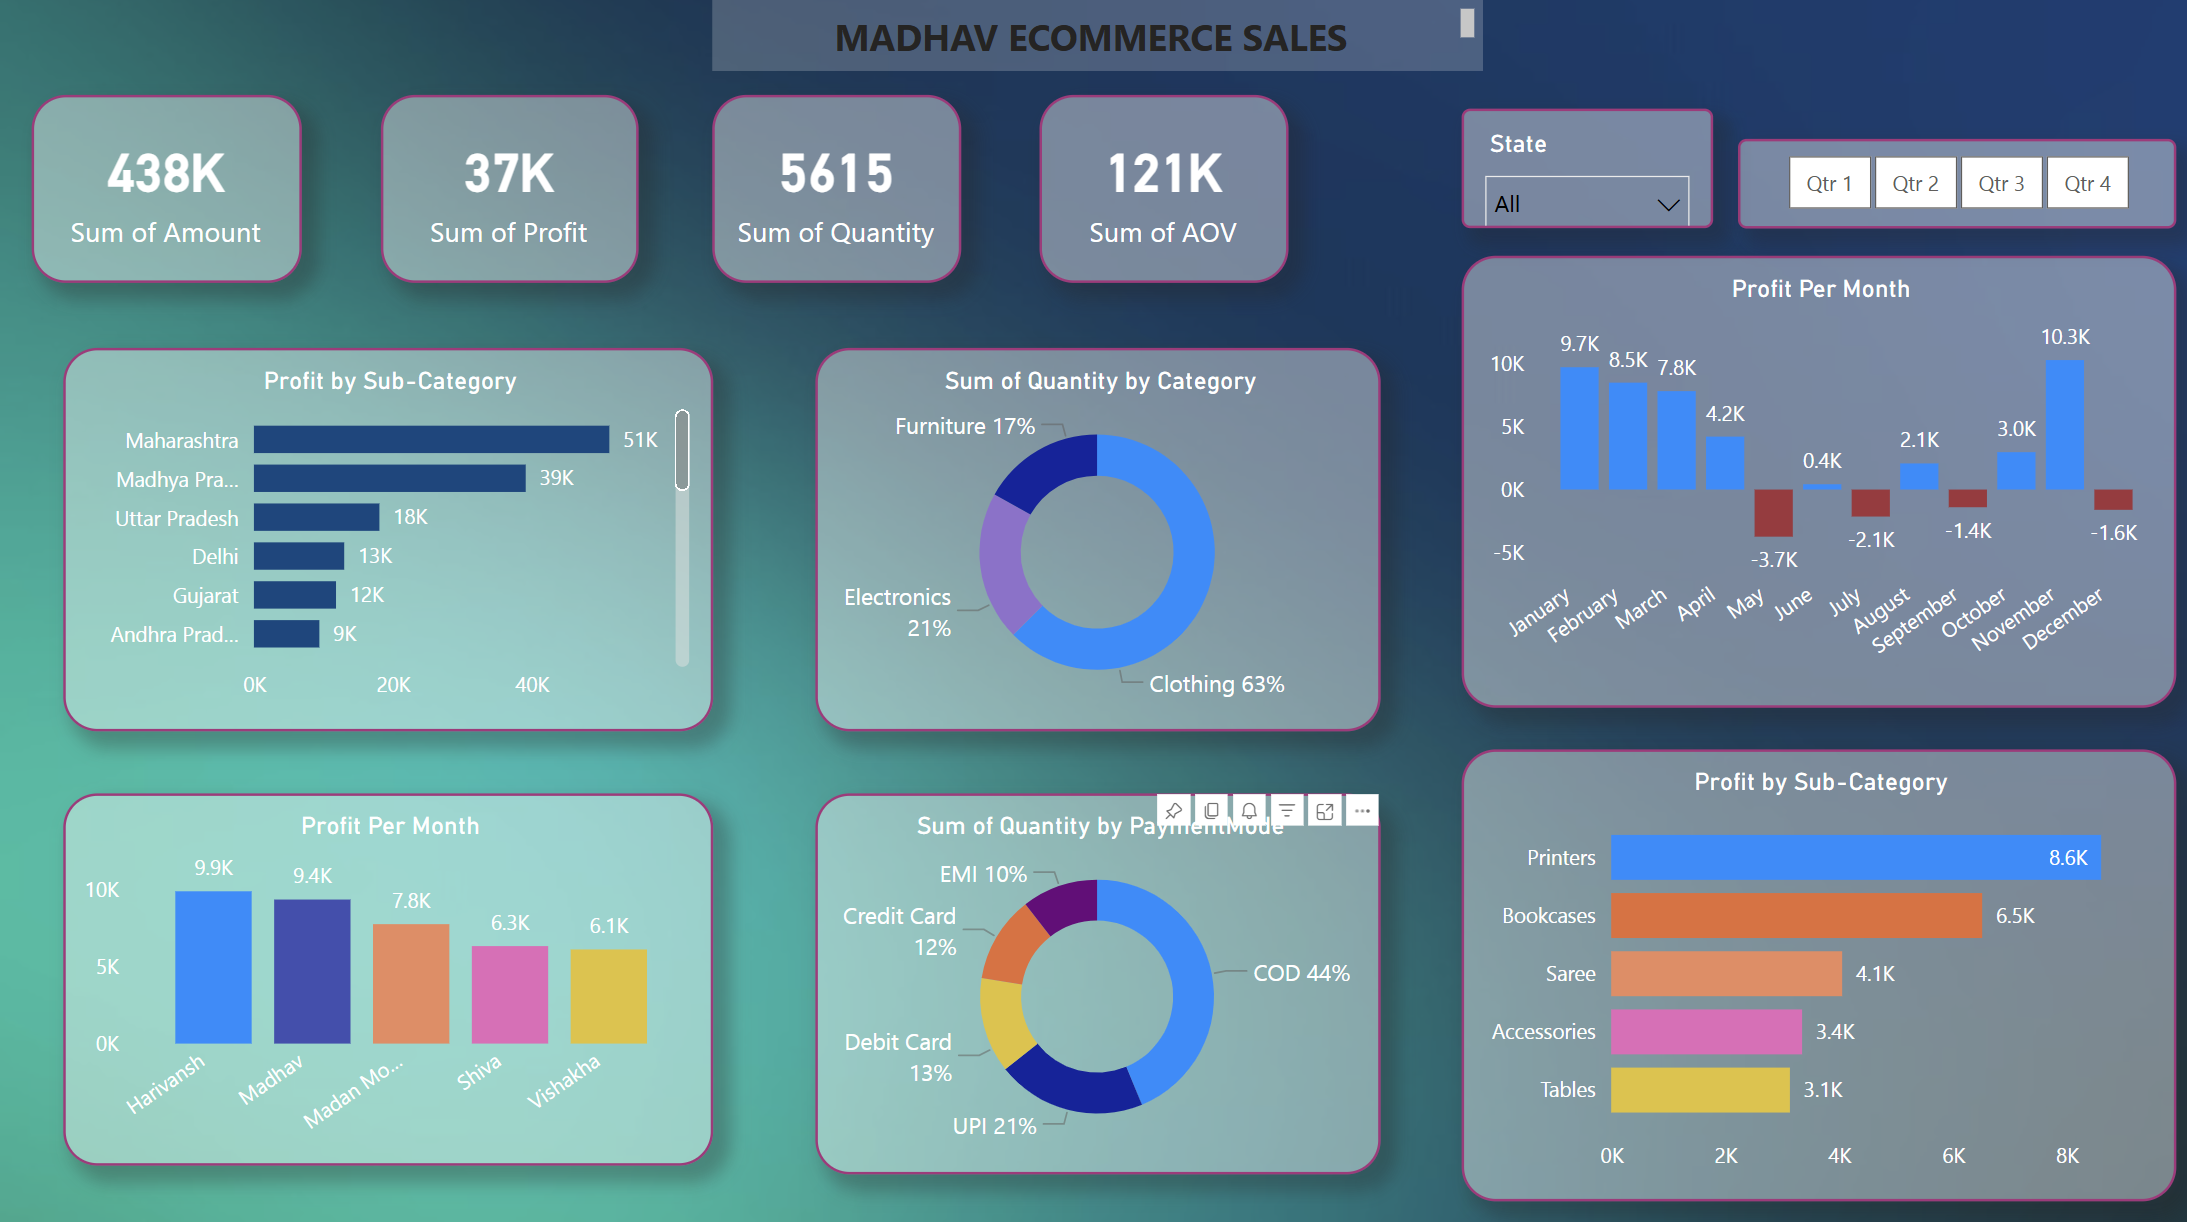 MADHAV ECOMMERCE SALES
438K
Sum of Amount
37K
Sum of Profit
5615
Sum of Quantity
121K
Sum of AOV
State
All
Qtr 1
Qtr 2
Qtr 3
Qtr 4
Profit by Sub-Category
Maharashtra 51K
Madhya Pra... 39K
Uttar Pradesh 18K
Delhi 13K
Gujarat 12K
Andhra Prad... 9K
0K 20K 40K
Sum of Quantity by Category
Furniture 17%
Electronics
21%
Clothing 63%
Profit Per Month
10K
5K
0K
-5K
9.7K
8.5K
7.8K
4.2K
-3.7K
0.4K
-2.1K
2.1K
-1.4K
3.0K
10.3K
-1.6K
January
February
March
April
May
June
July
August
September
October
November
December
Profit Per Month
10K
5K
0K
9.9K
9.4K
7.8K
6.3K
6.1K
Harivansh
Madhav
Madan Mo...
Shiva
Vishakha
Sum of Quantity by PaymentMode
EMI 10%
Credit Card
12%
Debit Card
13%
UPI 21%
COD 44%
Profit by Sub-Category
Printers 8.6K
Bookcases 6.5K
Saree 4.1K
Accessories 3.4K
Tables 3.1K
0K 2K 4K 6K 8K